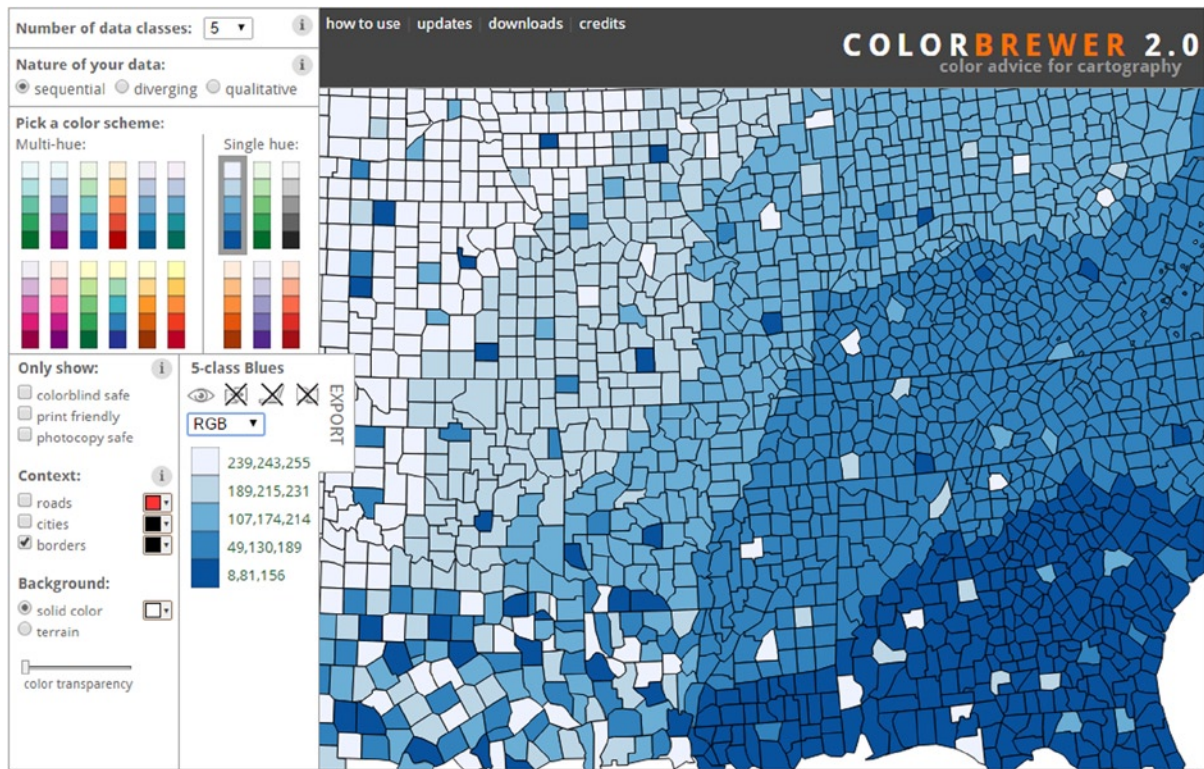 Number of data classes: 5
how to use | updates | downloads | credits
COLORBREWER 2.0
color advice for cartography
Nature of your data:
sequential diverging qualitative
Pick a color scheme:
Multi-hue: Single hue:
Only show:
colorblind safe
print friendly
photocopy safe
Context:
roads
cities
borders
Background:
solid color
terrain
color transparency
5-class Blues
EXPORT
RGB
239,243,255
189,215,231
107,174,214
49,130,189
8,81,156